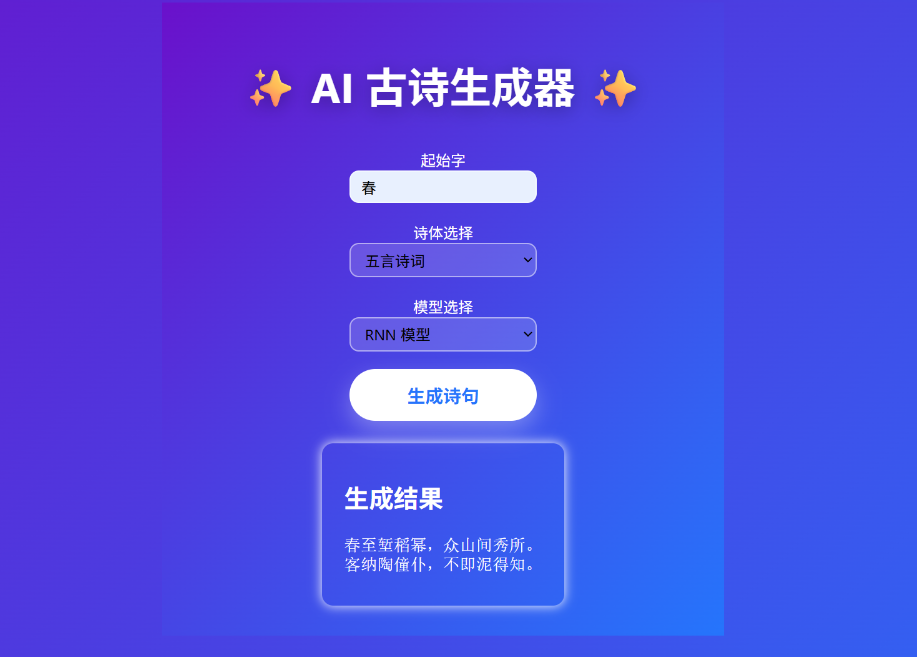 ✨ AI 古诗生成器 ✨
起始字
春
诗体选择
五言诗词
模型选择
RNN 模型
生成诗句
生成结果
春至堑稻幂，众山间秀所。
客纳陶僮仆，不即泥得知。